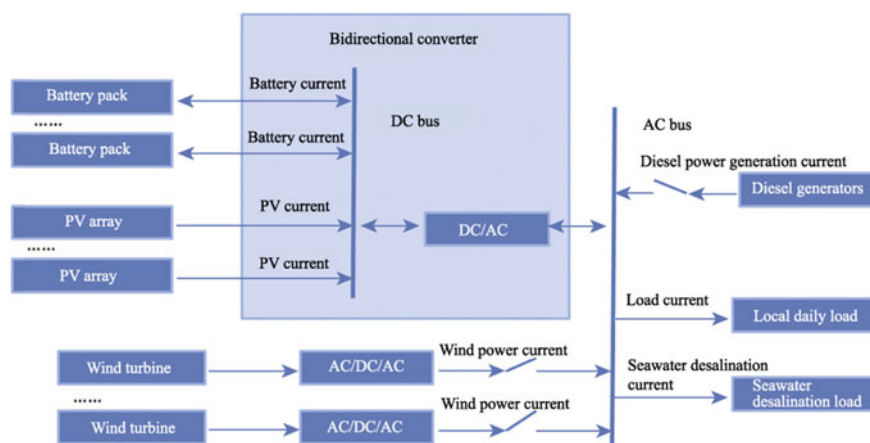 Bidirectional converter
Battery pack
Battery current
......
DC bus
Battery pack
Battery current
AC bus
Diesel power generation current
Diesel generators
PV array
PV current
......
DC/AC
PV array
PV current
Load current
Local daily load
Wind turbine
AC/DC/AC
Wind power current
......
Seawater desalination
current
Seawater
desalination load
Wind turbine
AC/DC/AC
Wind power current